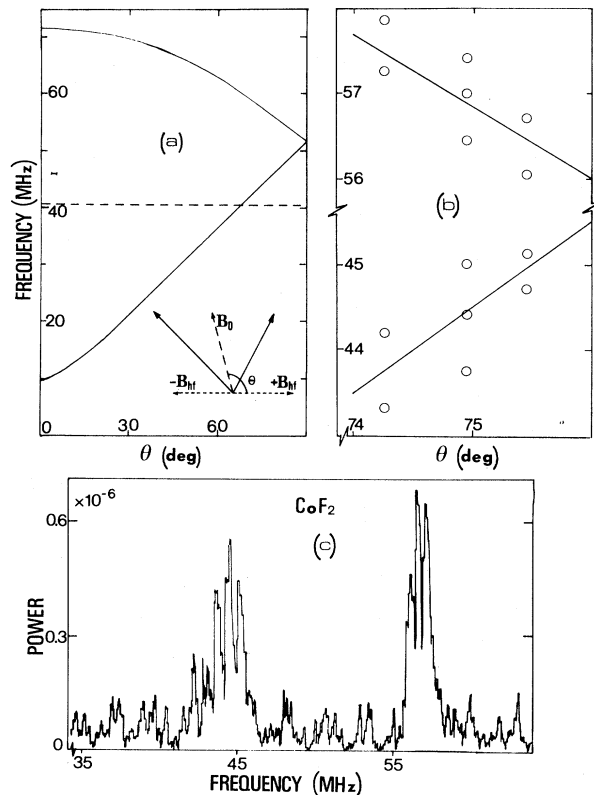 (a)
60
40
20
0
30
60
FREQUENCY (MHz)
θ (deg)
B₀
θ
-Bhf
+Bhf
(b)
57
56
45
44
74
75
θ (deg)
×10⁻⁶
CoF₂
(c)
0.6
0.3
0
POWER
35
45
55
FREQUENCY (MHz)